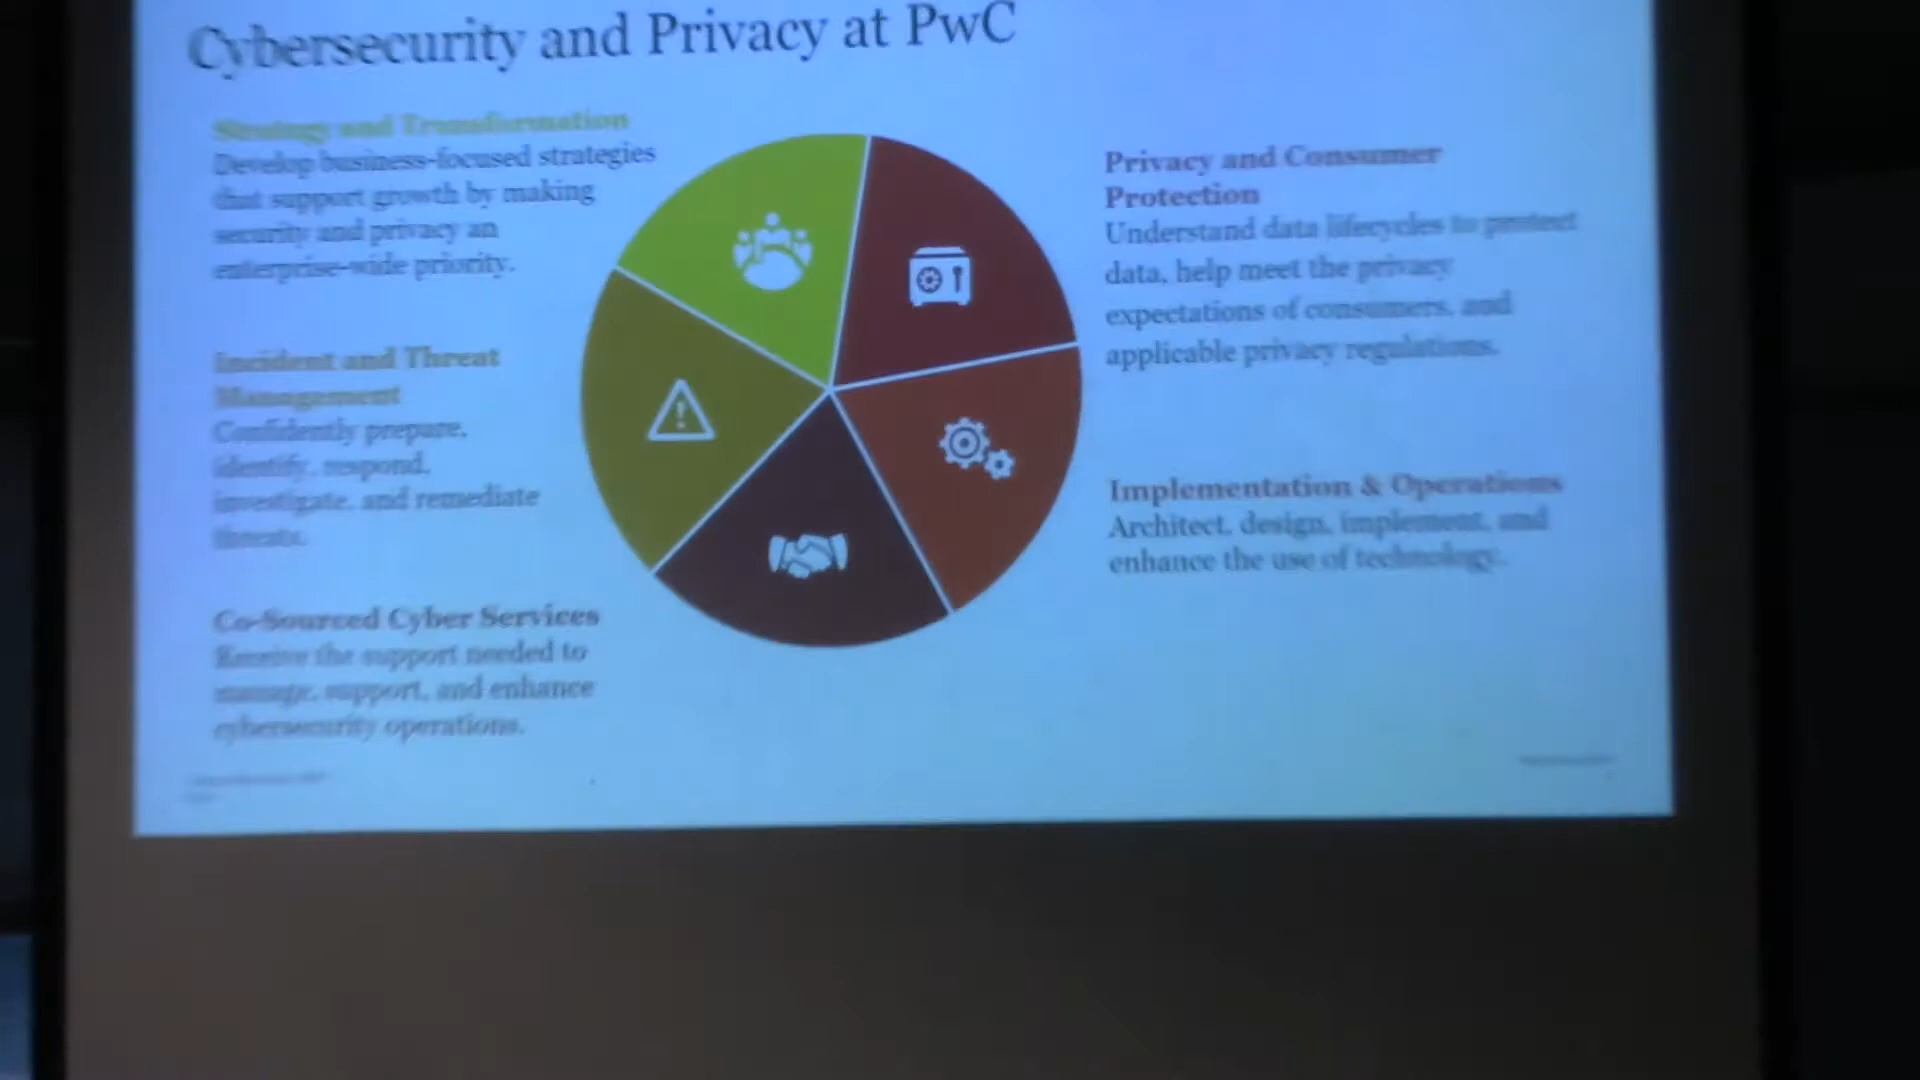 Cybersecurity and Privacy at PwC
Strategy and Transformation
Develop business-focused strategies
that support growth by making
security and privacy an
enterprise-wide priority.
Incident and Threat
Management
Confidently prepare,
identify, respond,
investigate, and remediate
threats.
Co-Sourced Cyber Services
Receive the support needed to
manage, support, and enhance
cybersecurity operations.
Privacy and Consumer
Protection
Understand data lifecycles to protect
data, help meet the privacy
expectations of consumers, and
applicable privacy regulations.
Implementation & Operations
Architect, design, implement, and
enhance the use of technology.